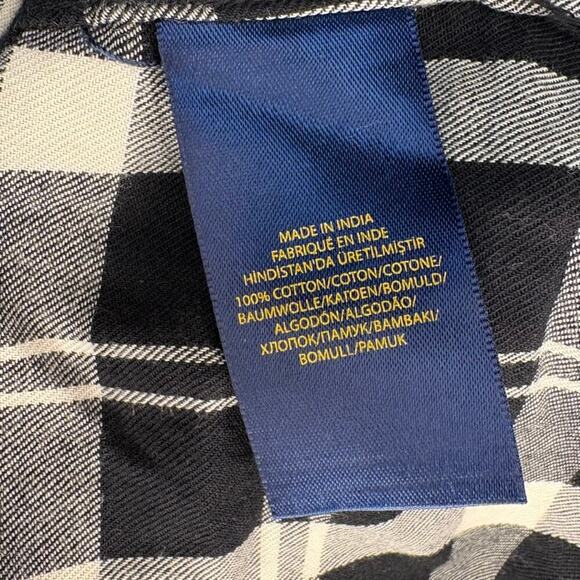 MADE IN INDIA
FABRIQUÉ EN INDE
HİNDİSTAN'DA ÜRETİLMİŞTİR
100% COTTON/COTON/COTONE/
BAUMWOLLE/KATOEN/BOMULD/
ALGODÓN/ALGODÃO/
ХЛОПОК/ПАМУК/BAMBAKI/
BOMULL/PAMUK